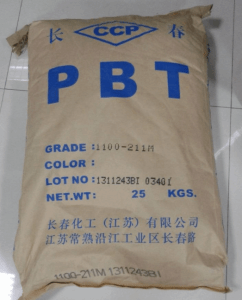 长 CCP 春
PBT
GRADE: 1100-211M
COLOR:
LOT NO: 1311243BI 03401
NET.WT: 25 KGS.
长春化工（江苏）有限公司
江苏常熟沿江工业区长春路
1100-211M 1311243BI